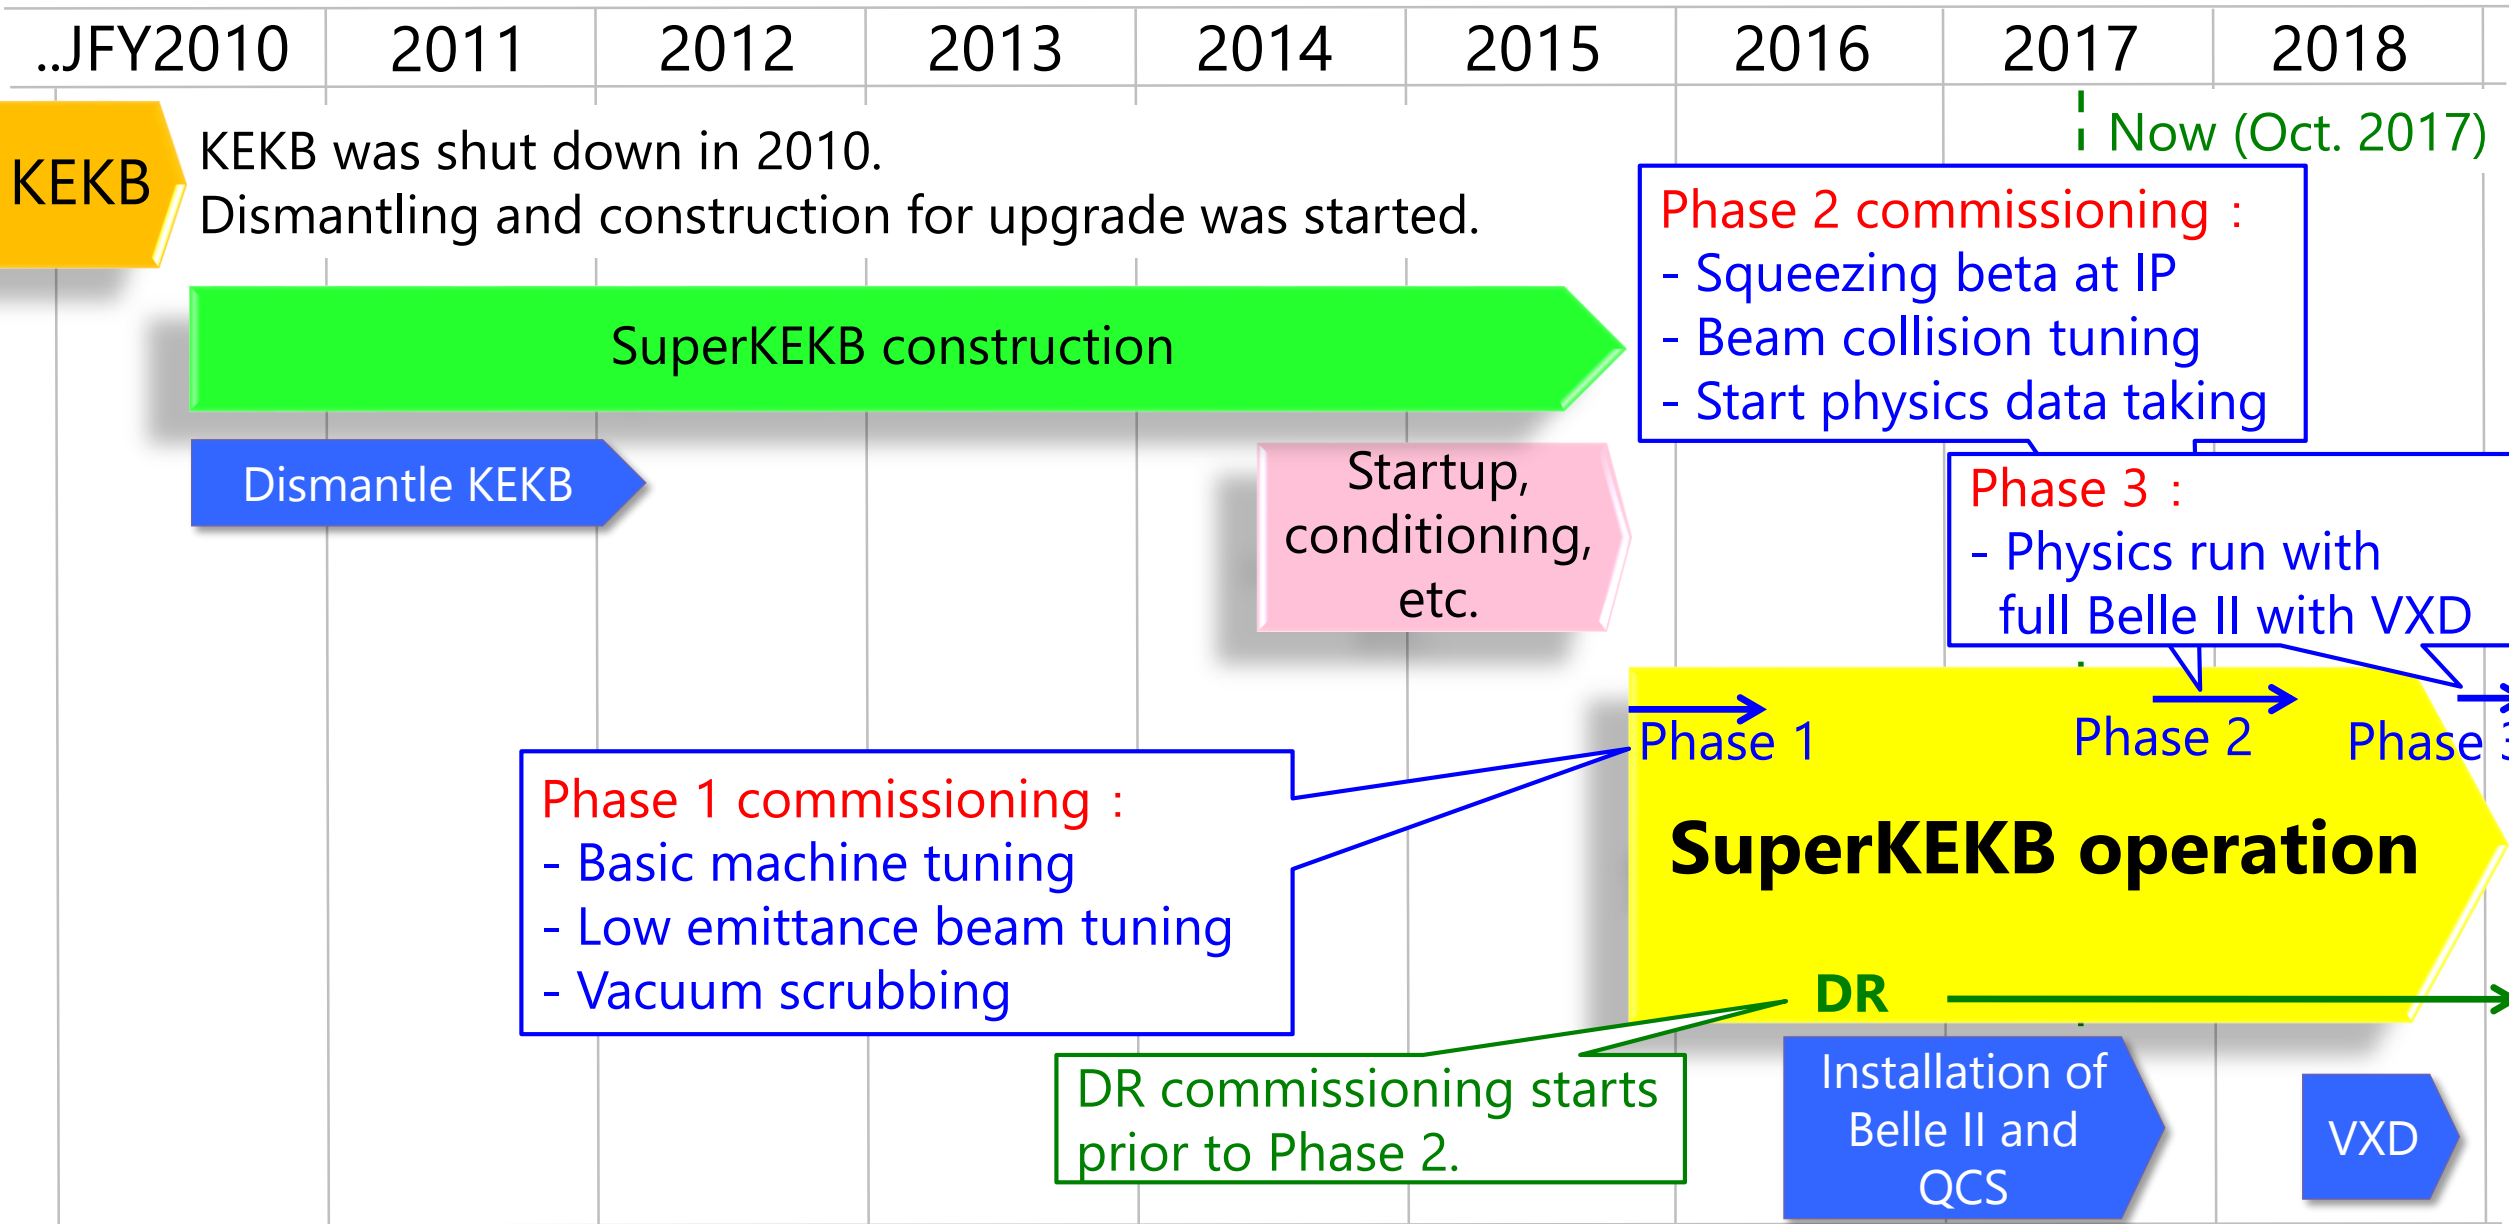 ..JFY2010 2011 2012 2013 2014 2015 2016 2017 2018
Now (Oct. 2017)
KEKB
KEKB was shut down in 2010.
Dismantling and construction for upgrade was started.
Phase 2 commissioning :
- Squeezing beta at IP
- Beam collision tuning
- Start physics data taking
SuperKEKB construction
Dismantle KEKB
Startup,
conditioning,
etc.
Phase 3 :
- Physics run with
full Belle II with VXD
Phase 1
Phase 2
Phase 3
Phase 1 commissioning :
- Basic machine tuning
- Low emittance beam tuning
- Vacuum scrubbing
SuperKEKB operation
DR
DR commissioning starts
prior to Phase 2.
Installation of
Belle II and
QCS
VXD